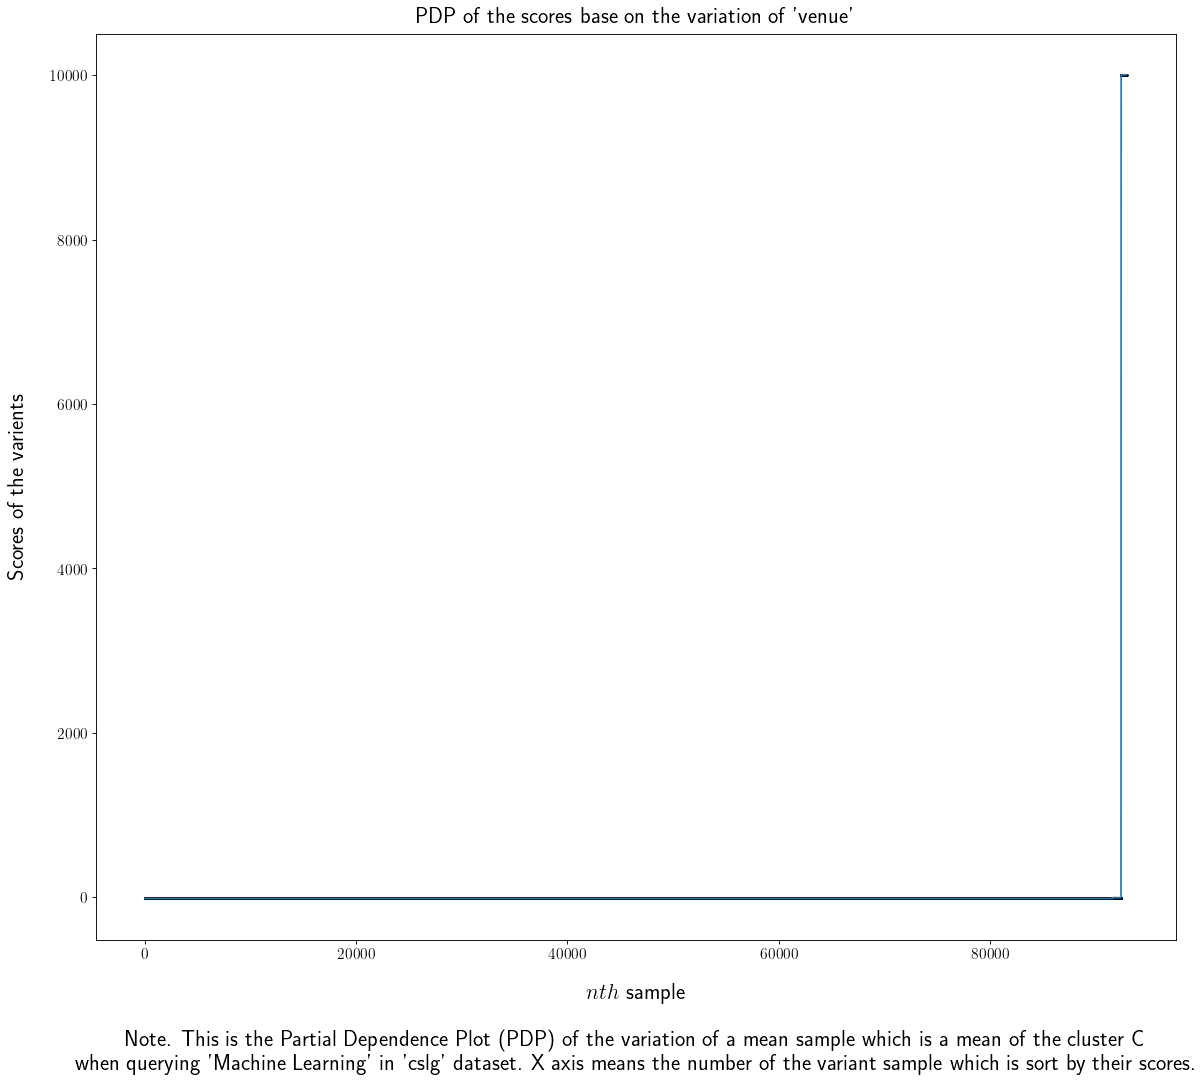 PDP of the scores base on the variation of 'venue'
10000
8000
6000
4000
2000
0
Scores of the varients
0 20000 40000 60000 80000
nth sample
Note. This is the Partial Dependence Plot (PDP) of the variation of a mean sample which is a mean of the cluster C
when querying 'Machine Learning' in 'cslg' dataset. X axis means the number of the variant sample which is sort by their scores.